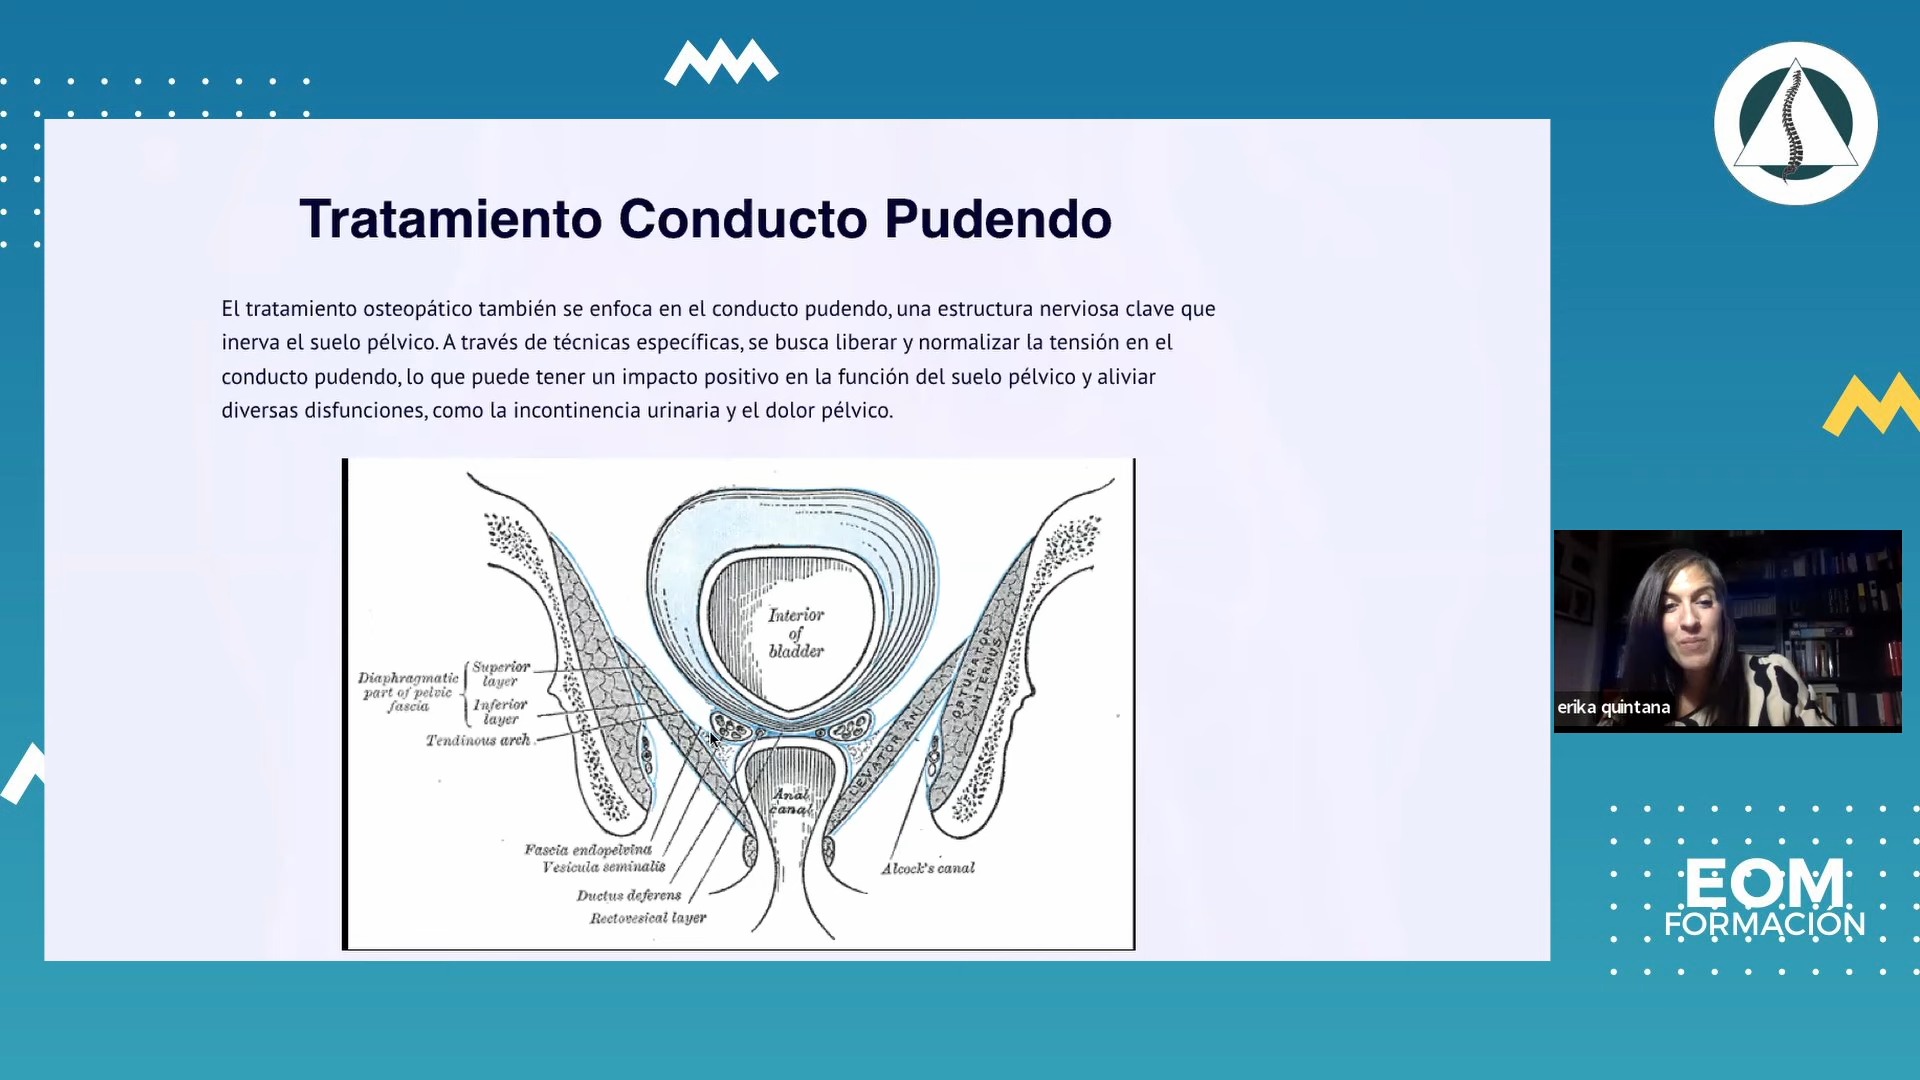 Tratamiento Conducto Pudendo
El tratamiento osteopático también se enfoca en el conducto pudendo, una estructura nerviosa clave que
inerva el suelo pélvico. A través de técnicas específicas, se busca liberar y normalizar la tensión en el
conducto pudendo, lo que puede tener un impacto positivo en la función del suelo pélvico y aliviar
diversas disfunciones, como la incontinencia urinaria y el dolor pélvico.
Interior
of
bladder
Diaphragmatic
part of pelvic
fascia
Superior
layer
Inferior
layer
Tendinous arch
OBTURATOR
INTERNUS
LEVATOR ANI
Anal
canal
Fascia endopelvina
Vesicula seminalis
Ductus deferens
Rectovesical layer
Alcock's canal
erika quintana
EOM
FORMACIÓN